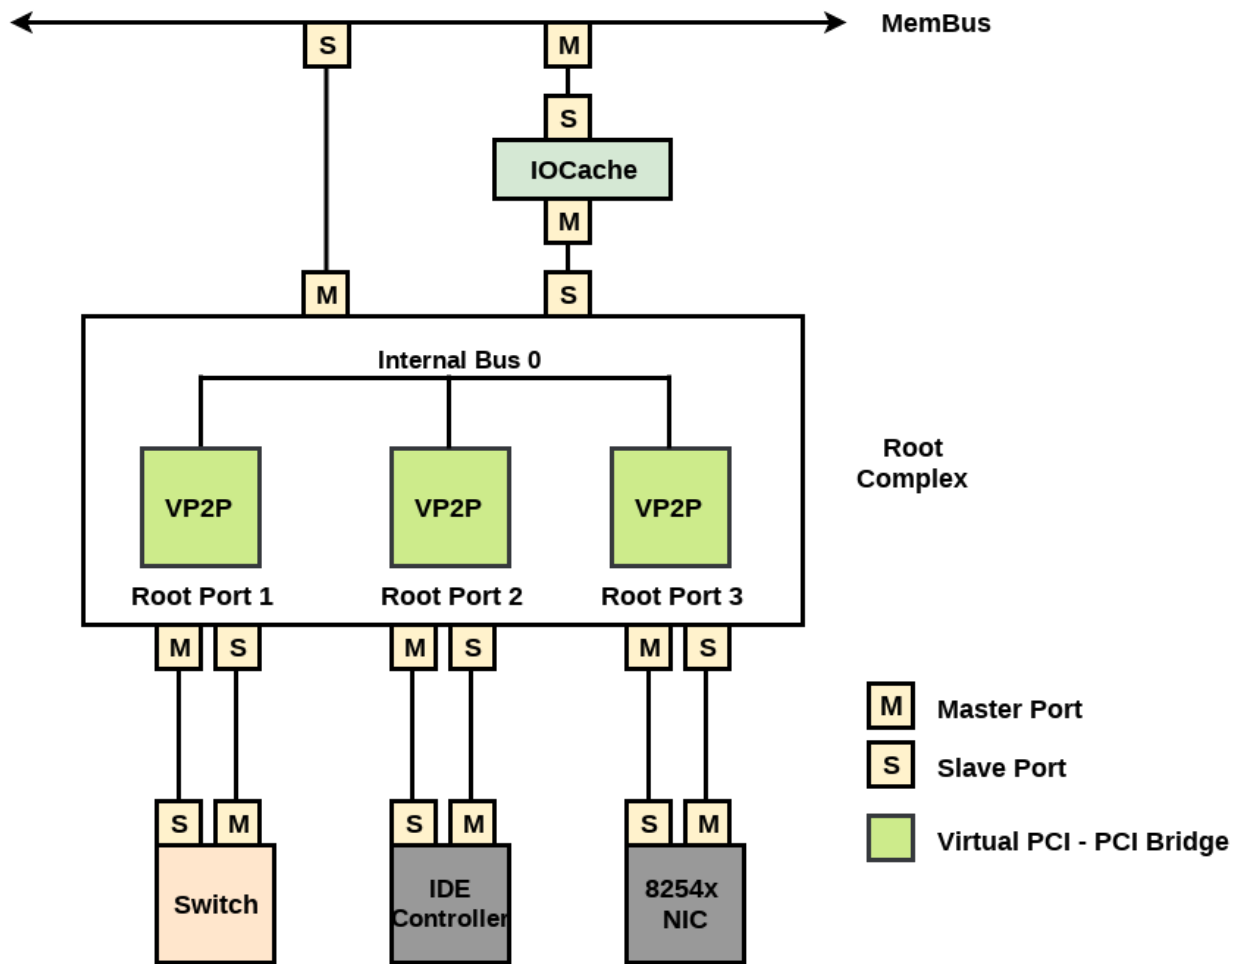 MemBus
S
M
S
IOCache
M
M
S
Internal Bus 0
Root
Complex
VP2P
VP2P
VP2P
Root Port 1
Root Port 2
Root Port 3
M
S
M
S
M
S
M
Master Port
S
Slave Port
S
M
S
M
S
M
Virtual PCI - PCI Bridge
Switch
IDE
Controller
8254x
NIC